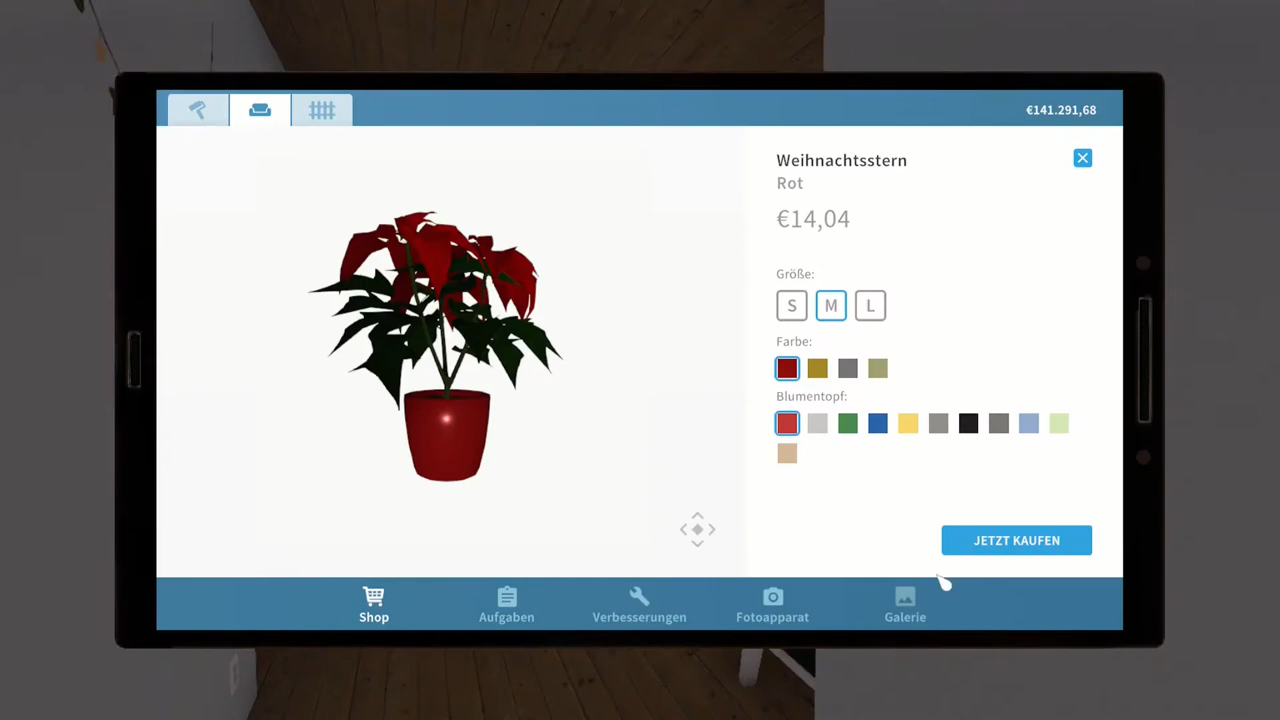 €141.291,68
Weihnachtsstern
Rot
€14,04
Größe:
S M L
Farbe:
Blumentopf:
JETZT KAUFEN
Shop Aufgaben Verbesserungen Fotoapparat Galerie